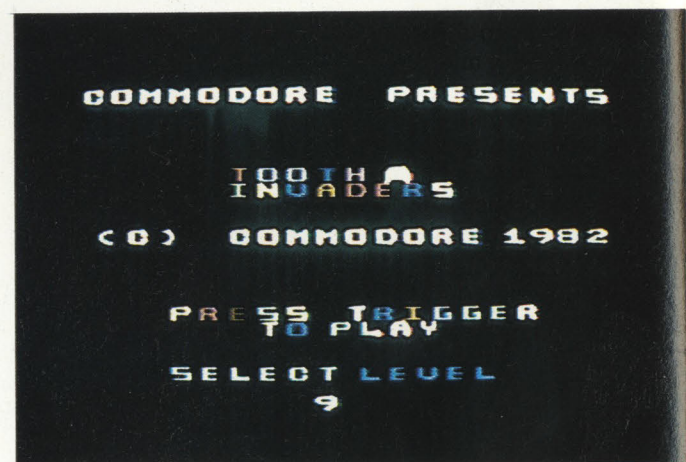 COMMODORE PRESENTS
TOOTH
INVADERS
(C) COMMODORE 1982
PRESS TRIGGER
TO PLAY
SELECT LEVEL
9